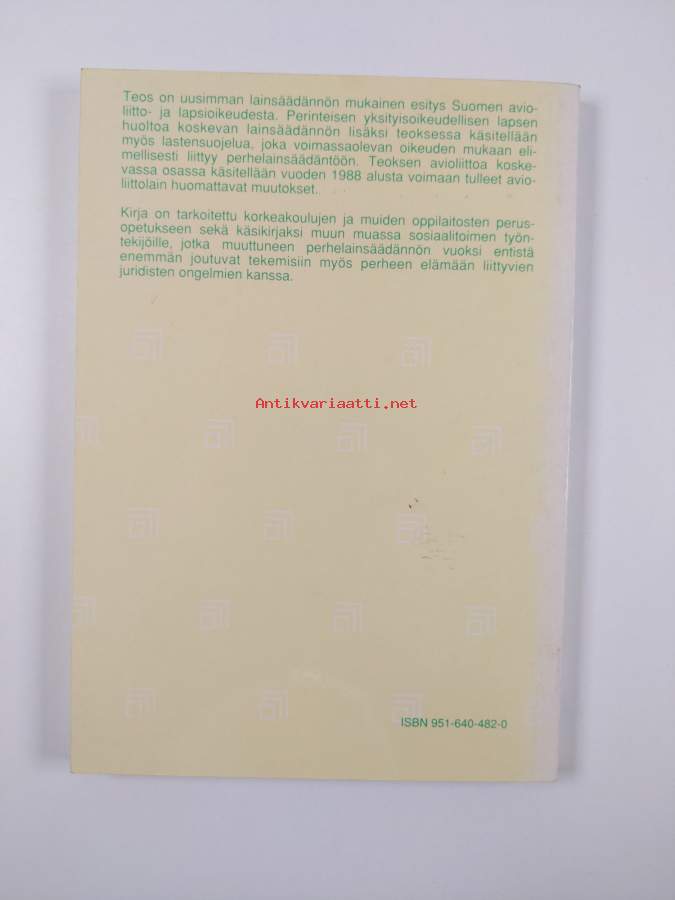 Teos on uusimman lainsäädännön mukainen esitys Suomen avio-
liitto- ja lapsioikeudesta. Perinteisen yksityisoikeudellisen lapsen
huoltoa koskevan lainsäädännön lisäksi teoksessa käsitellään
myös lastensuojelua, joka voimassaolevan oikeuden mukaan eli-
mellisesti liittyy perhelainsäädäntöön. Teoksen avioliittoa koske-
vassa osassa käsitellään vuoden 1988 alusta voimaan tulleet avio-
liittolain huomattavat muutokset.
Kirja on tarkoitettu korkeakoulujen ja muiden oppilaitosten perus-
opetukseen sekä käsikirjaksi muun muassa sosiaalitoimen työn-
tekijöille, jotka muuttuneen perhelainsäädännön vuoksi entistä
enemmän joutuvat tekemisiin myös perheen elämään liittyvien
juridisten ongelmien kanssa.
Antikvariaatti.net
ISBN 951-640-482-0